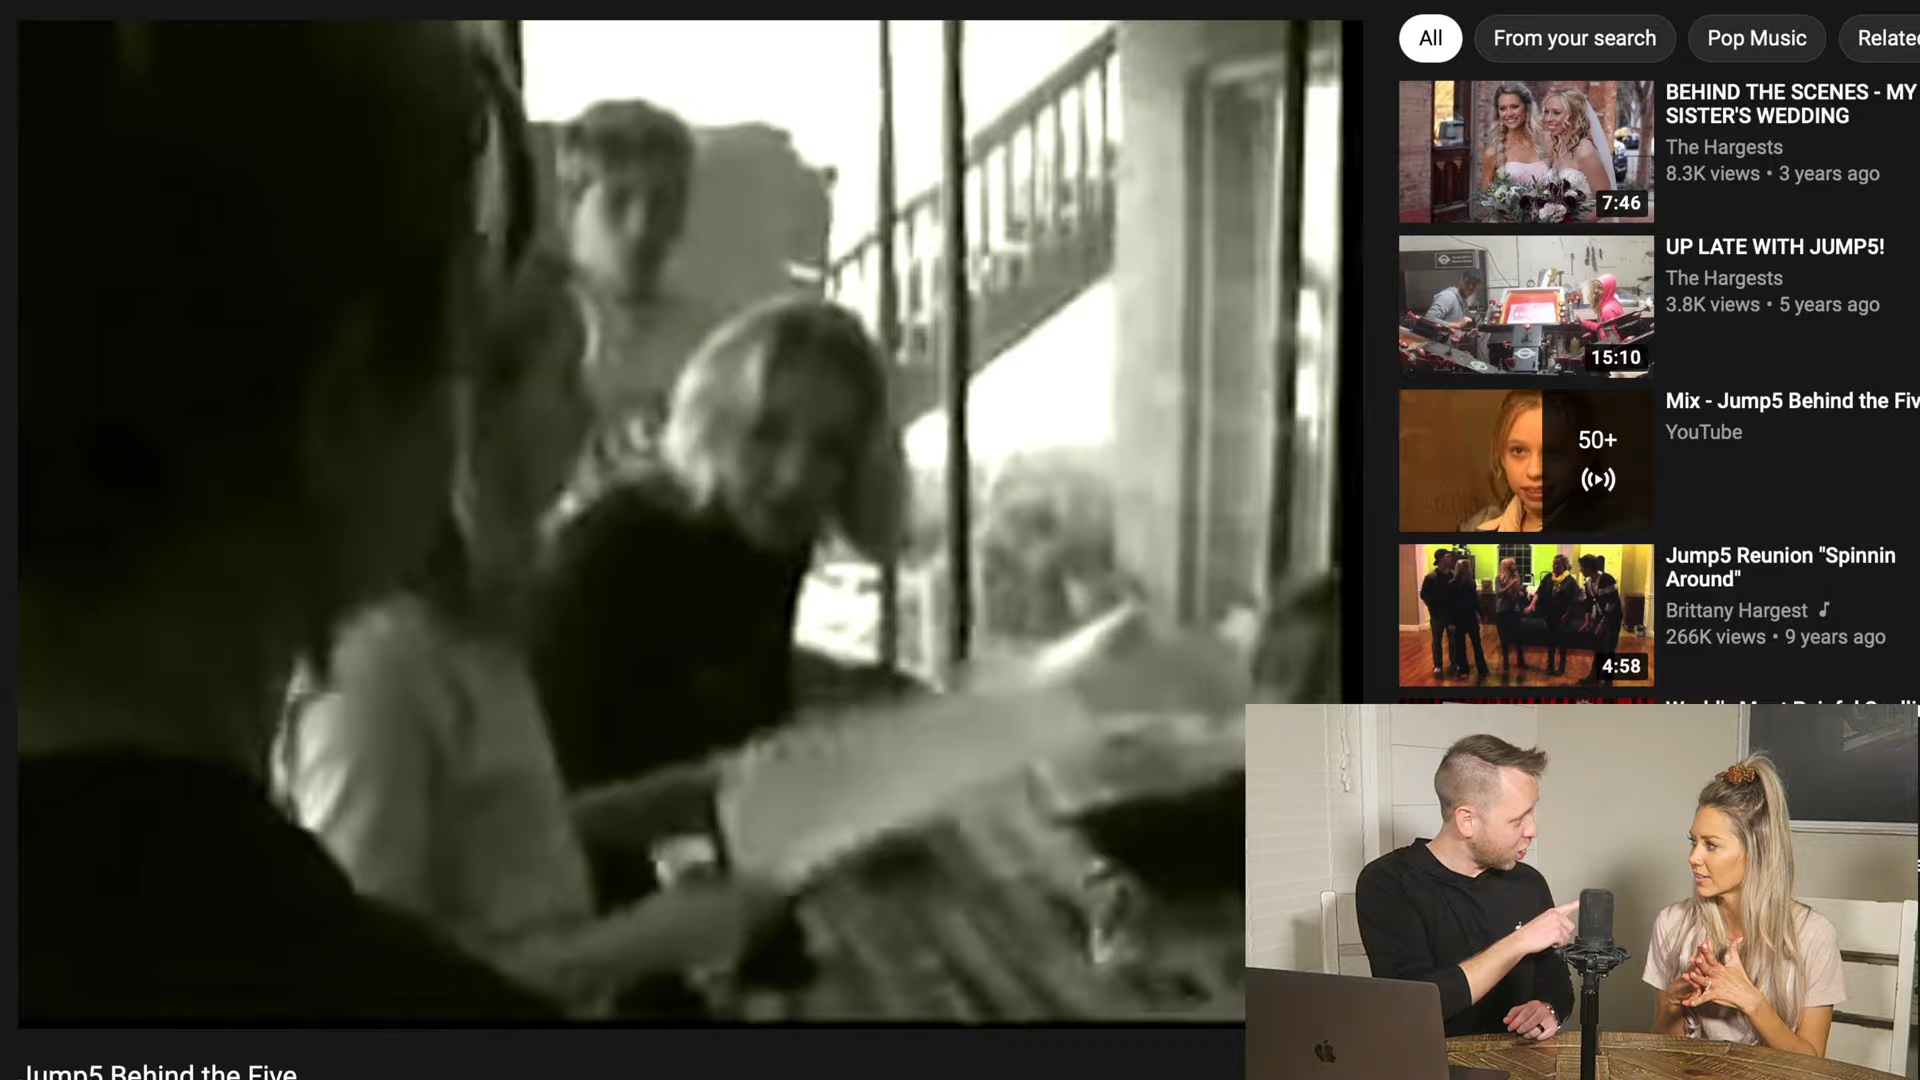 All
From your search
Pop Music
Related
BEHIND THE SCENES - MY
SISTER'S WEDDING
The Hargests
8.3K views • 3 years ago
7:46
UP LATE WITH JUMP5!
The Hargests
3.8K views • 5 years ago
15:10
Mix - Jump5 Behind the Fiv
YouTube
50+
Jump5 Reunion "Spinnin
Around"
Brittany Hargest
266K views • 9 years ago
4:58
Jump5 Behind the Five